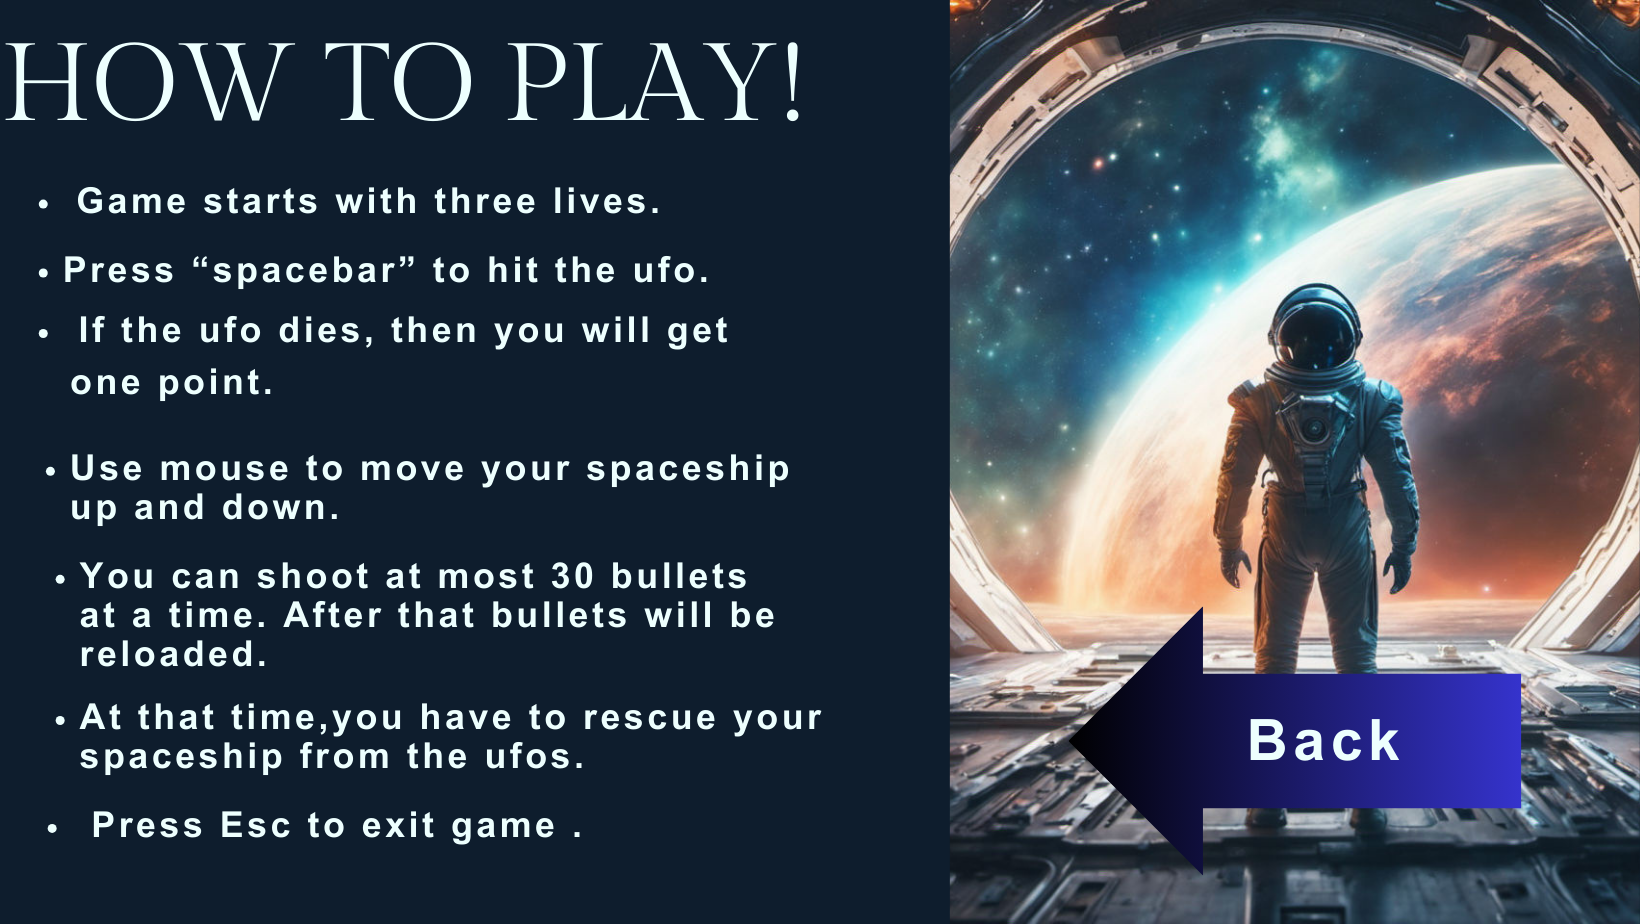 HOW TO PLAY!
• Game starts with three lives.
• Press “spacebar” to hit the ufo.
• If the ufo dies, then you will get
one point.
• Use mouse to move your spaceship
up and down.
• You can shoot at most 30 bullets
at a time. After that bullets will be
reloaded.
• At that time,you have to rescue your
spaceship from the ufos.
• Press Esc to exit game .
Back